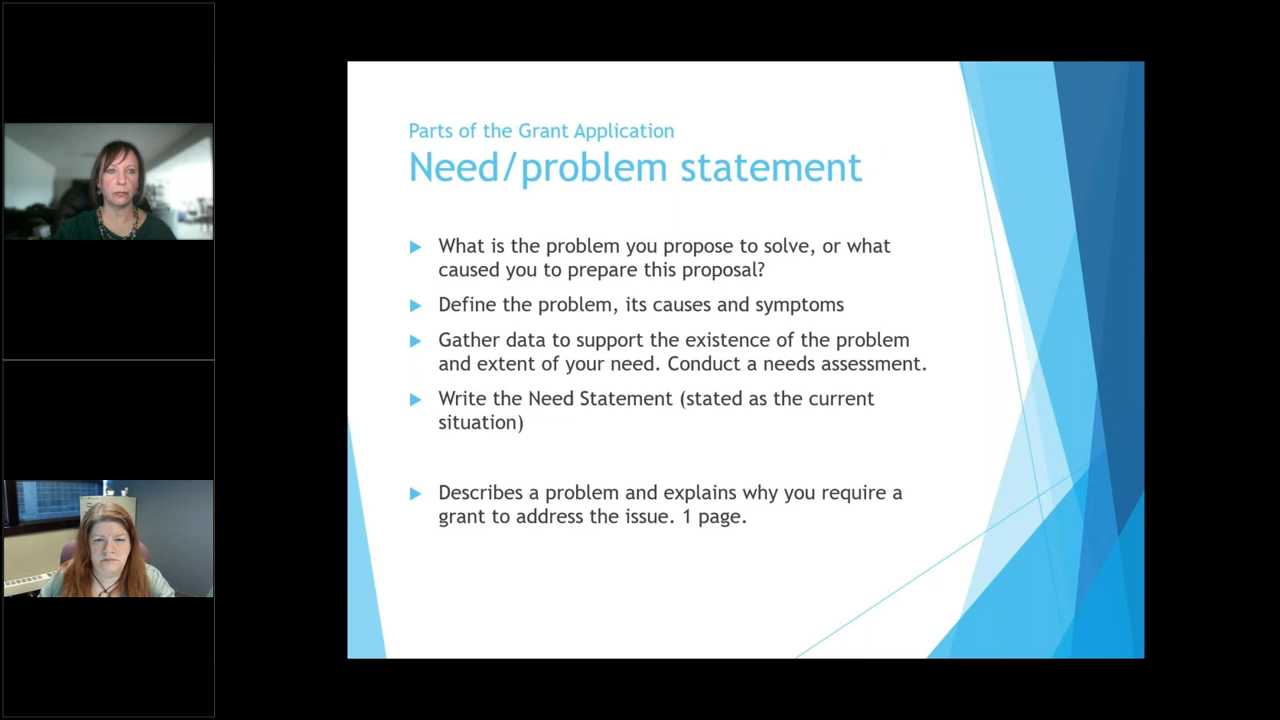 Parts of the Grant Application
Need/problem statement
What is the problem you propose to solve, or what
caused you to prepare this proposal?
Define the problem, its causes and symptoms
Gather data to support the existence of the problem
and extent of your need. Conduct a needs assessment.
Write the Need Statement (stated as the current
situation)
Describes a problem and explains why you require a
grant to address the issue. 1 page.